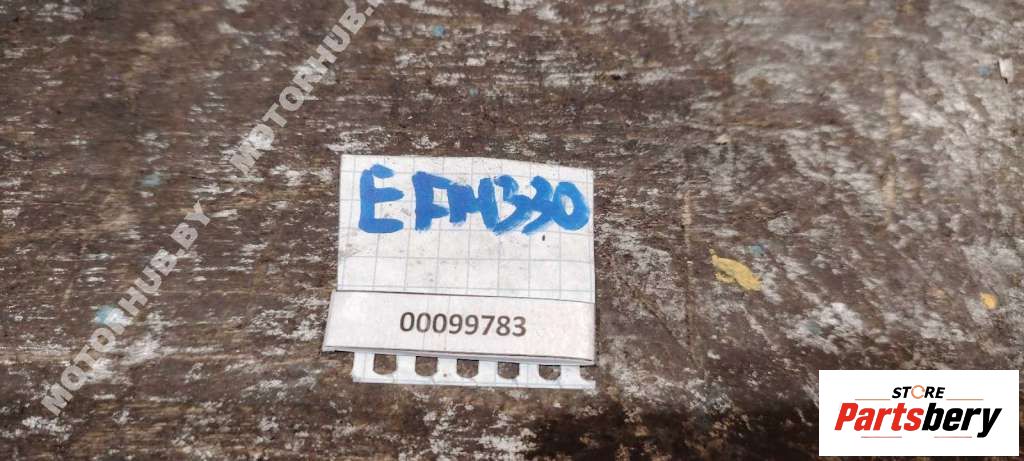 MOTORHUB.BY
MOTORHUB.BY
EFM330
00099783
STORE
Partsbery